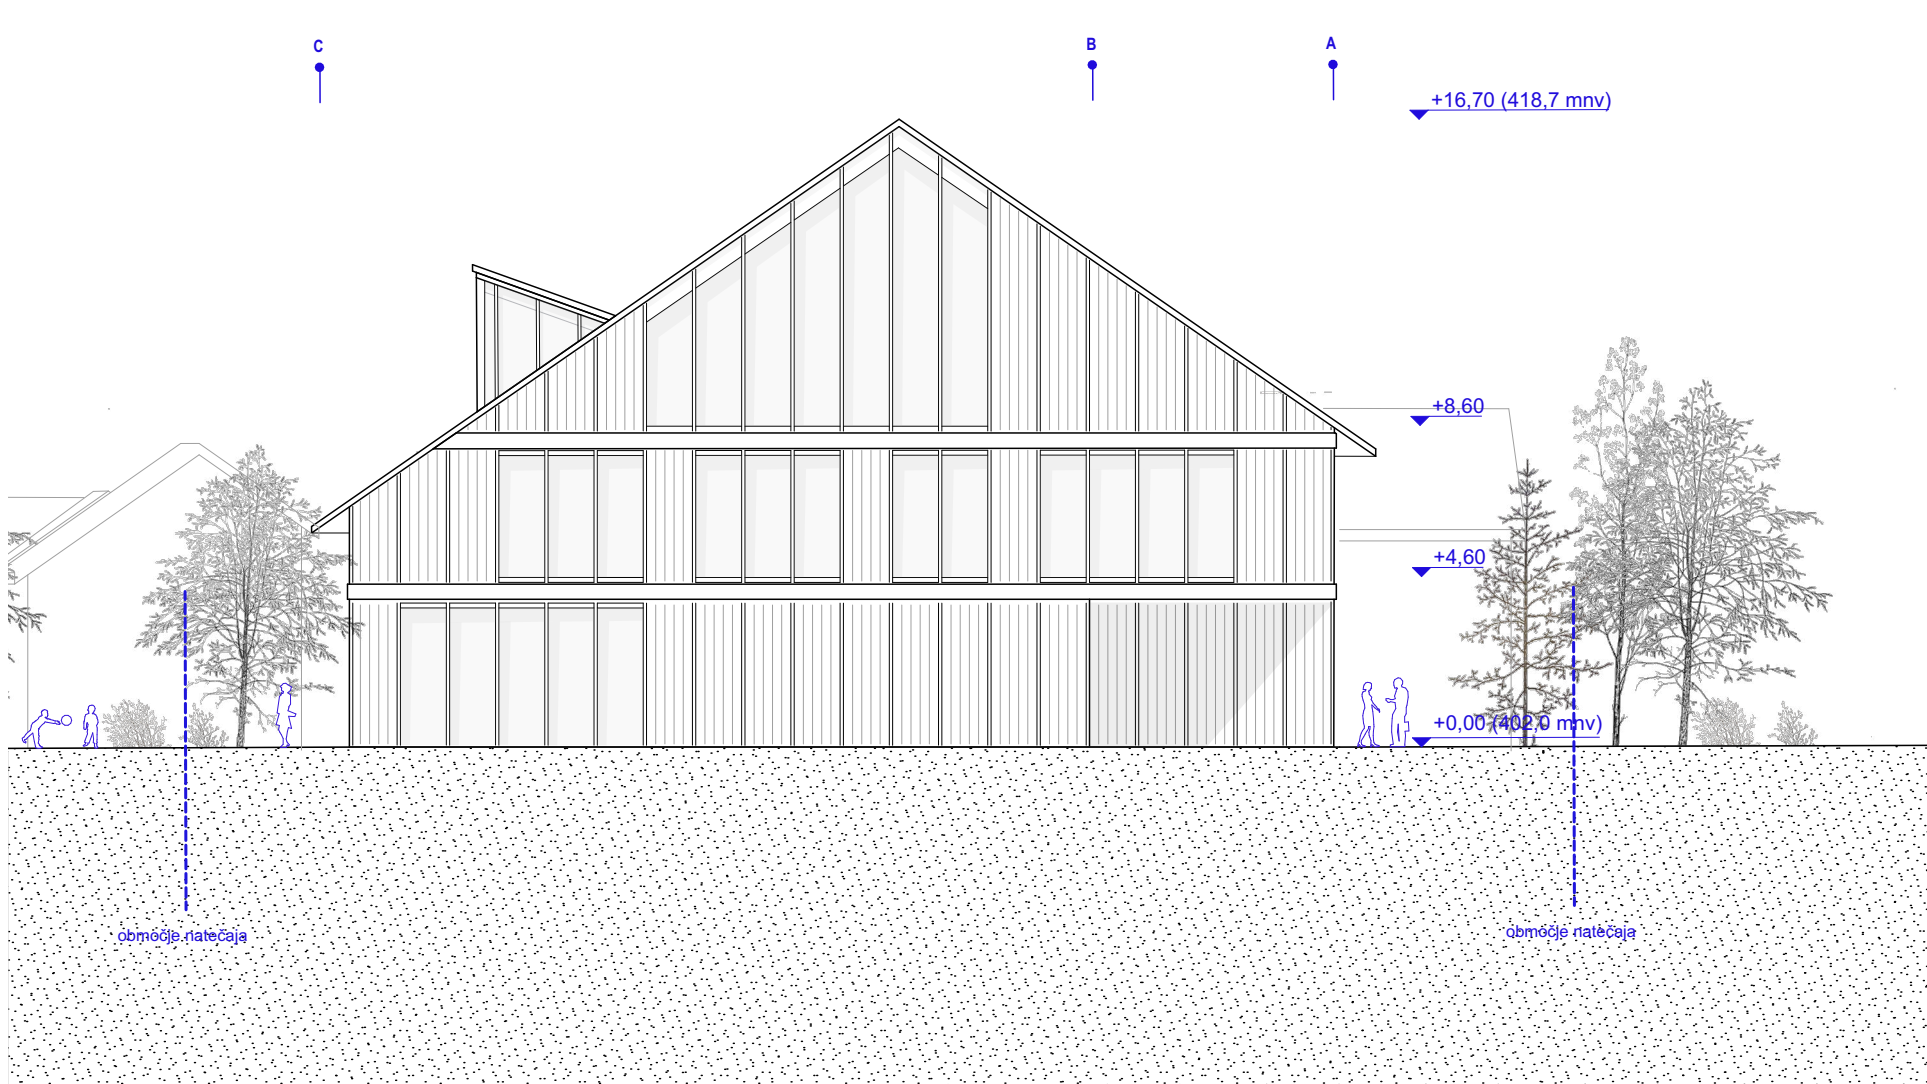 C
B
A
+16,70 (418,7 mnv)
+8,60
+4,60
+0,00 (402,0 mnv)
območje natečaja
območje natečaja